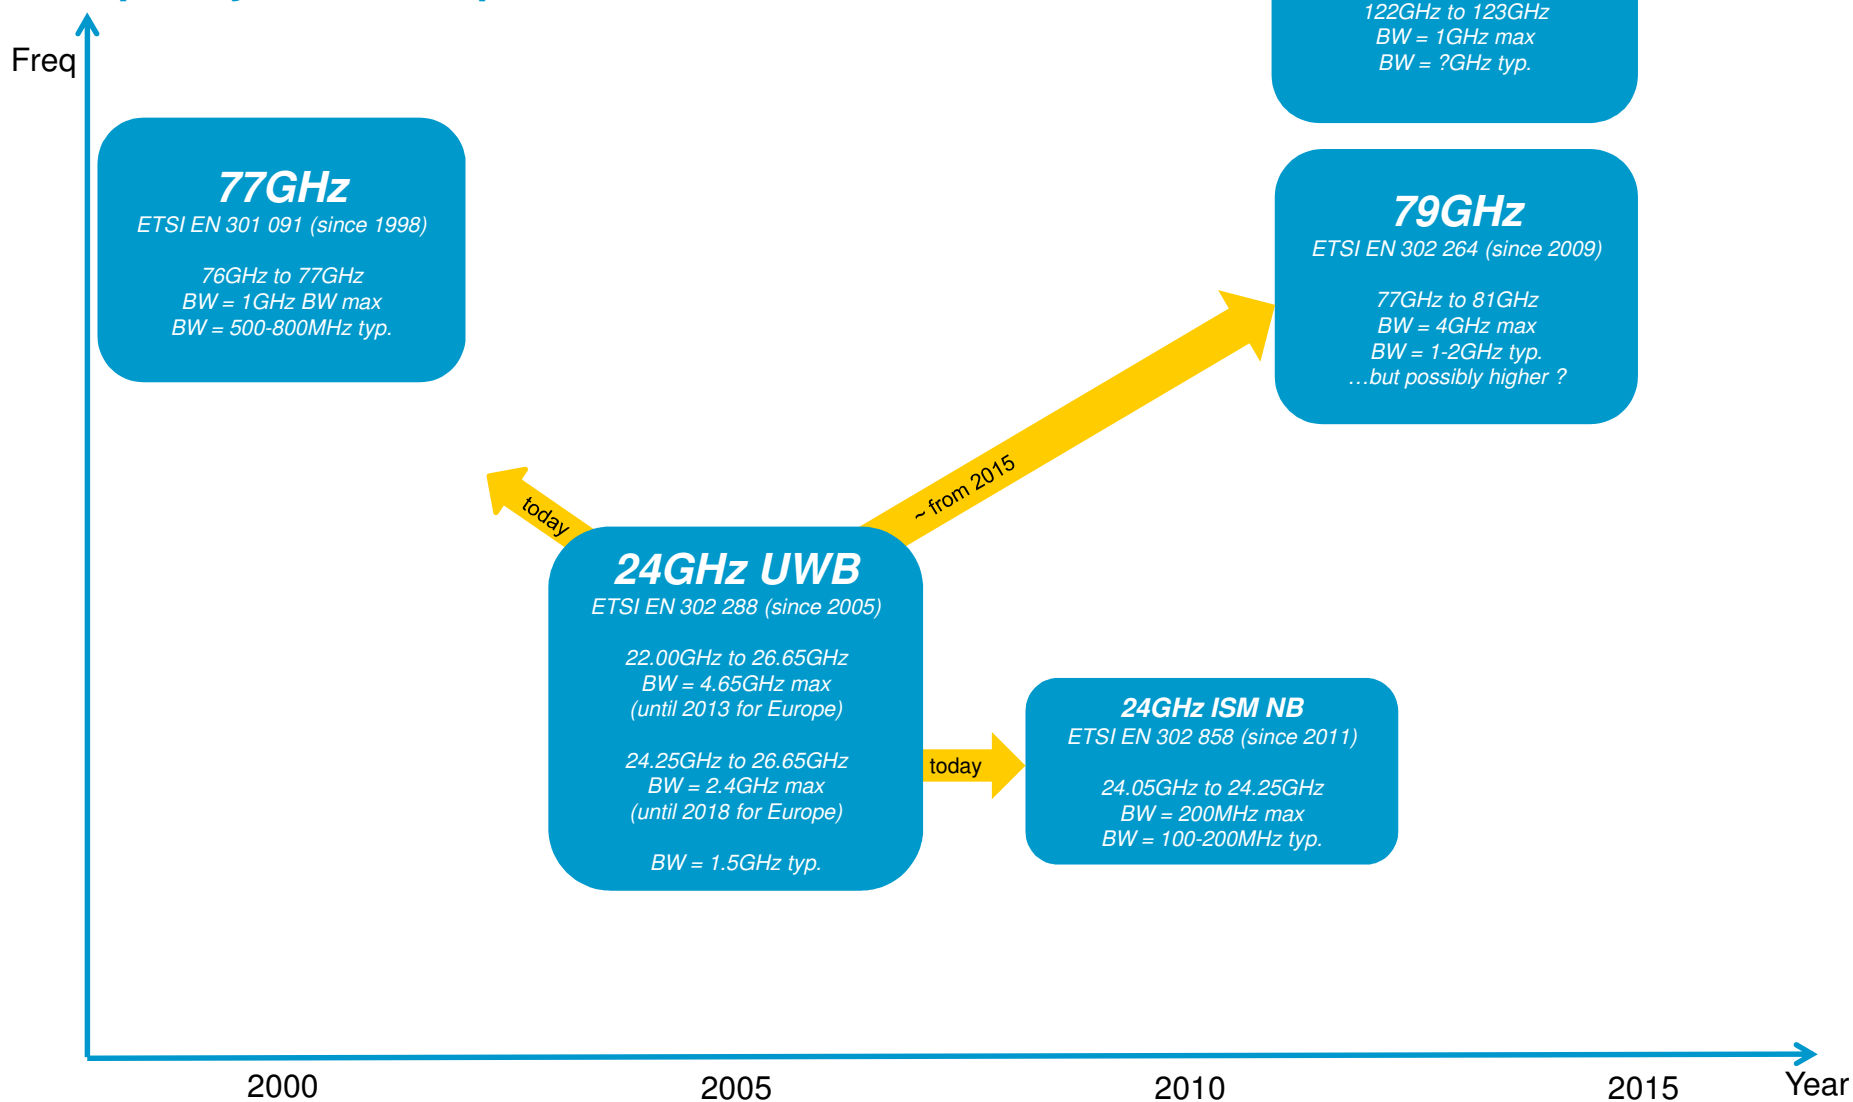 122GHz to 123GHz
BW = 1GHz max
BW = ?GHz typ.
Freq
77GHz
ETSI EN 301 091 (since 1998)
76GHz to 77GHz
BW = 1GHz BW max
BW = 500-800MHz typ.
79GHz
ETSI EN 302 264 (since 2009)
77GHz to 81GHz
BW = 4GHz max
BW = 1-2GHz typ.
…but possibly higher ?
~ from 2015
today
24GHz UWB
ETSI EN 302 288 (since 2005)
22.00GHz to 26.65GHz
BW = 4.65GHz max
(until 2013 for Europe)
24.25GHz to 26.65GHz
BW = 2.4GHz max
(until 2018 for Europe)
BW = 1.5GHz typ.
today
24GHz ISM NB
ETSI EN 302 858 (since 2011)
24.05GHz to 24.25GHz
BW = 200MHz max
BW = 100-200MHz typ.
2000
2005
2010
2015
Year